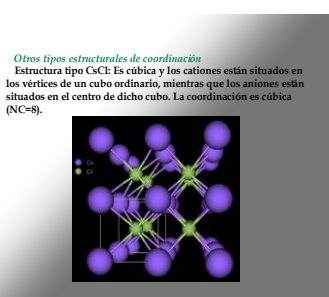 Otros tipos estructurales de coordinación
Estructura tipo CsCl: Es cúbica y los cationes están situados en
los vértices de un cubo ordinario, mientras que los aniones están
situados en el centro de dicho cubo. La coordinación es cúbica
(NC=8).
Cs
Cl